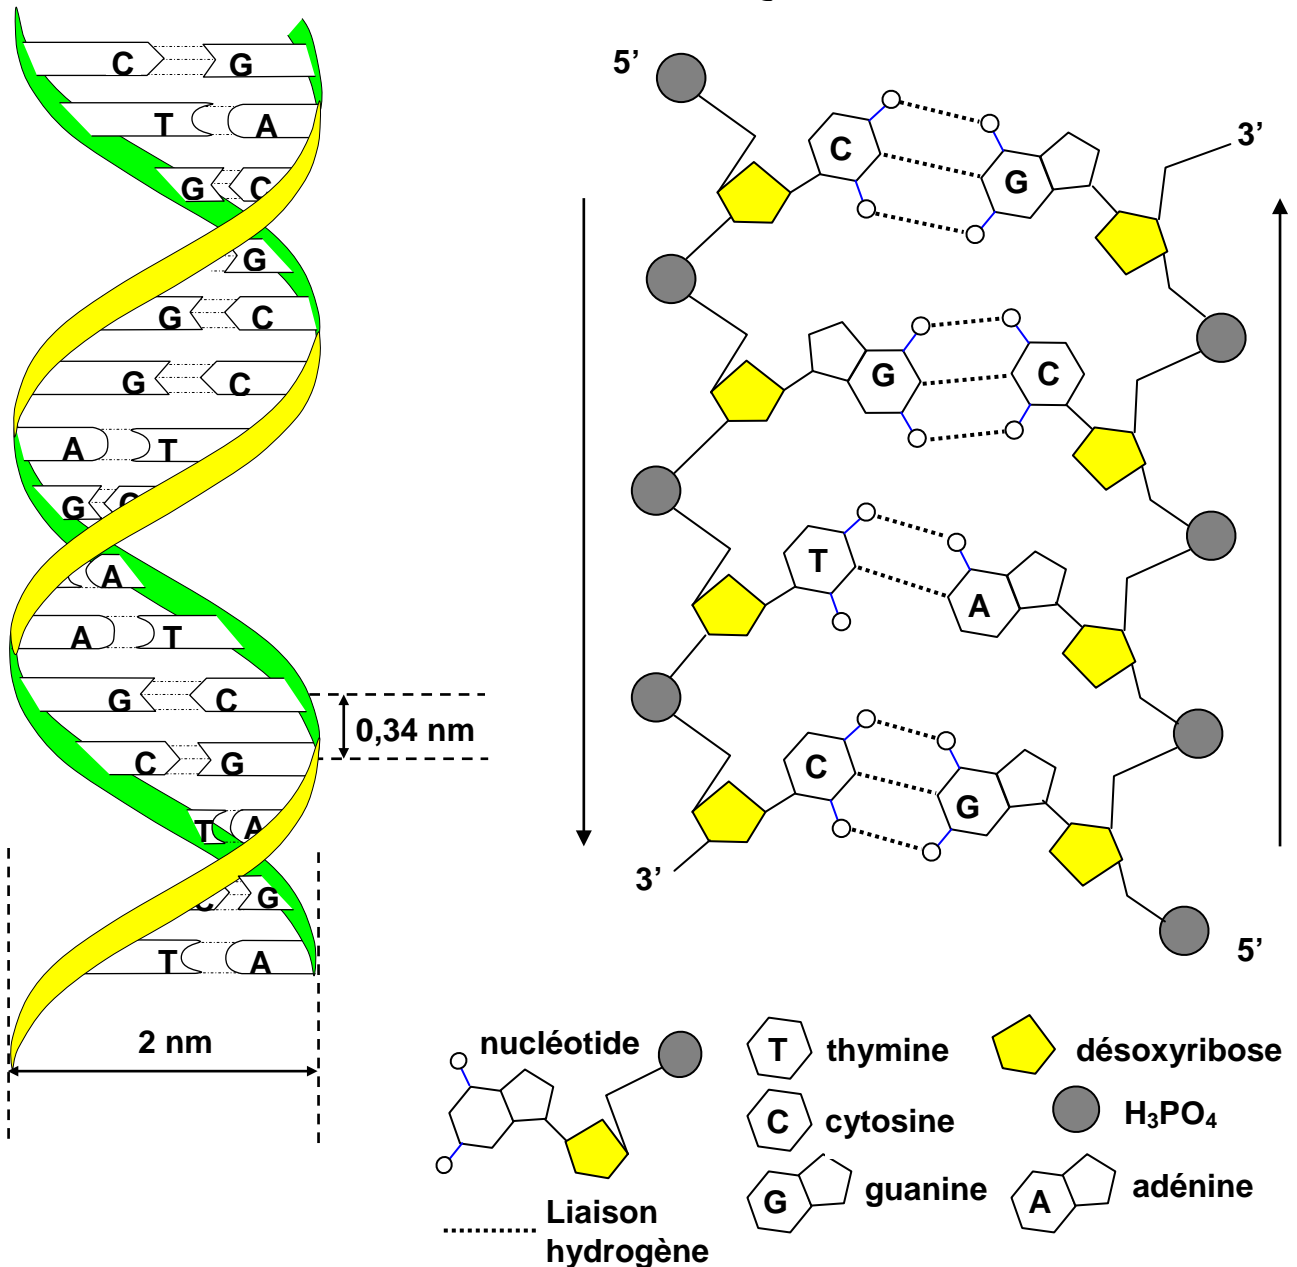 C G
T A
G C
G
G C
G C
A T
G C
A
A T
G C
C G
T A
C G
T A
0,34 nm
2 nm
5’
3’
C G
G C
T A
C G
3’
5’
nucléotide
Liaison
hydrogène
T thymine
C cytosine
G guanine
désoxyribose
H₃PO₄
A adénine